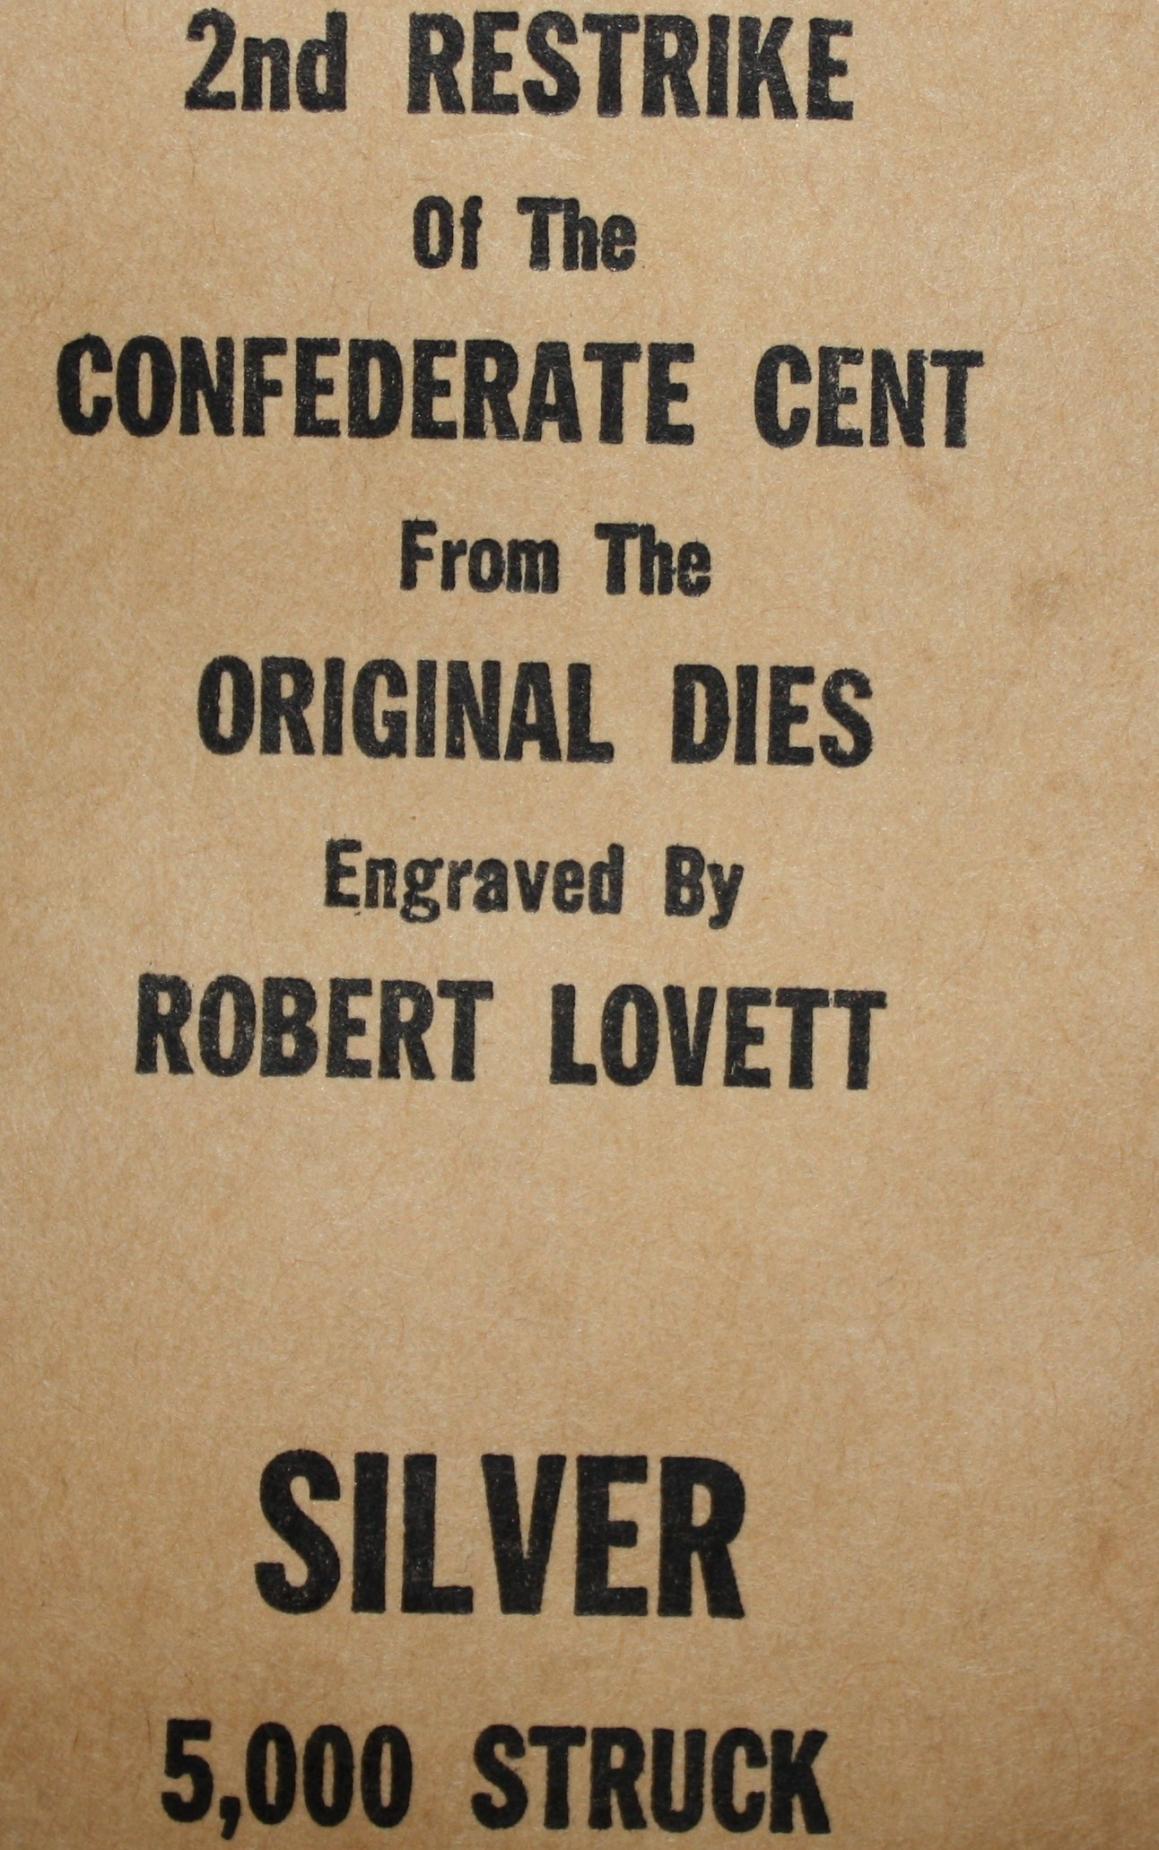 2nd RESTRIKE
Of The
CONFEDERATE CENT
From The
ORIGINAL DIES
Engraved By
ROBERT LOVETT
SILVER
5,000 STRUCK